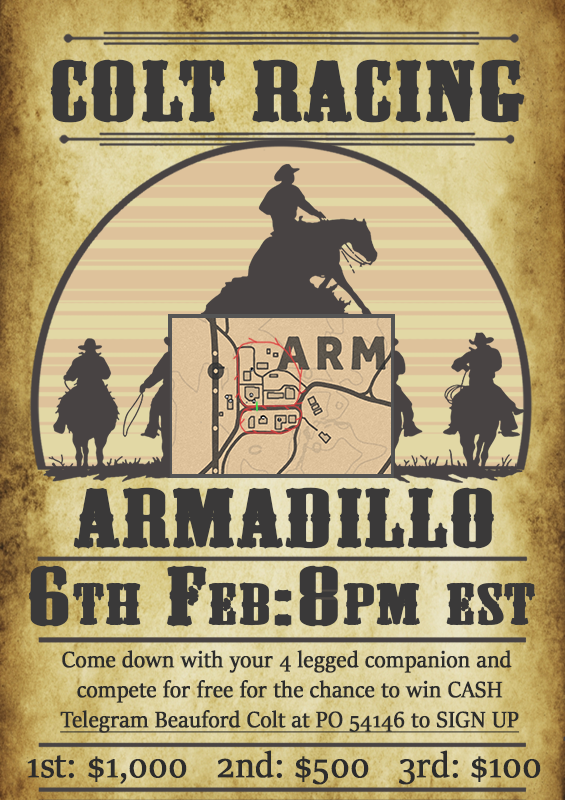 COLT RACING
ARM
ARMADILLO
6TH FEB:8PM EST
Come down with your 4 legged companion and
compete for free for the chance to win CASH
Telegram Beauford Colt at PO 54146 to SIGN UP
1st: $1,000 2nd: $500 3rd: $100